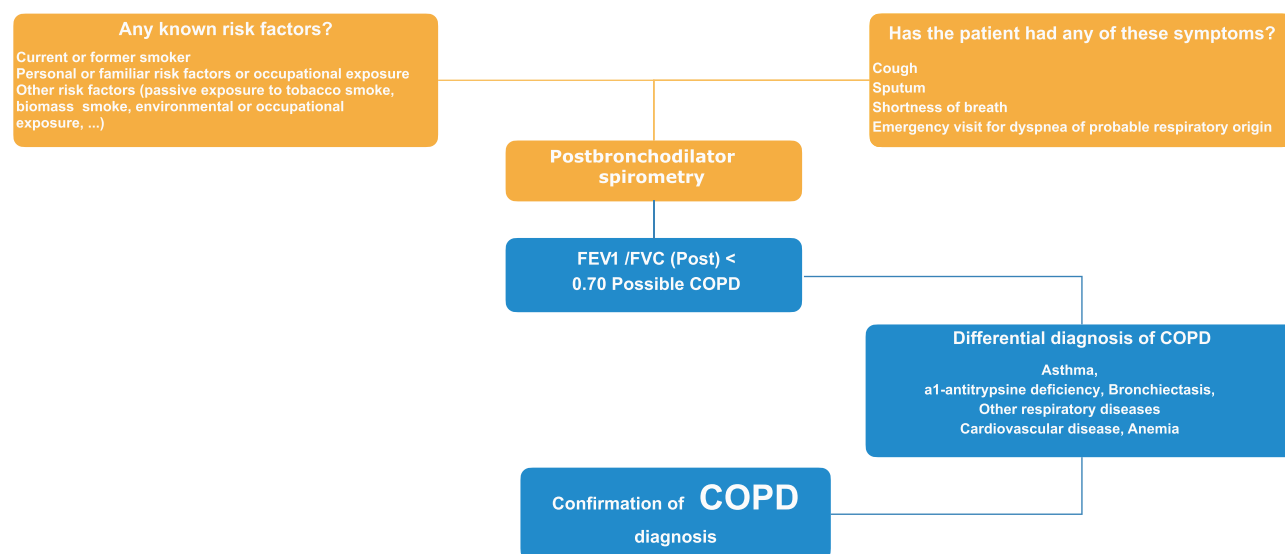 Any known risk factors?
Current or former smoker
Personal or familiar risk factors or occupational exposure
Other risk factors (passive exposure to tobacco smoke,
biomass smoke, environmental or occupational
exposure, ...)
Has the patient had any of these symptoms?
Cough
Sputum
Shortness of breath
Emergency visit for dyspnea of probable respiratory origin
Postbronchodilator
spirometry
FEV1 /FVC (Post) <
0.70 Possible COPD
Differential diagnosis of COPD
Asthma,
a1-antitrypsine deficiency, Bronchiectasis,
Other respiratory diseases
Cardiovascular disease, Anemia
Confirmation of COPD
diagnosis